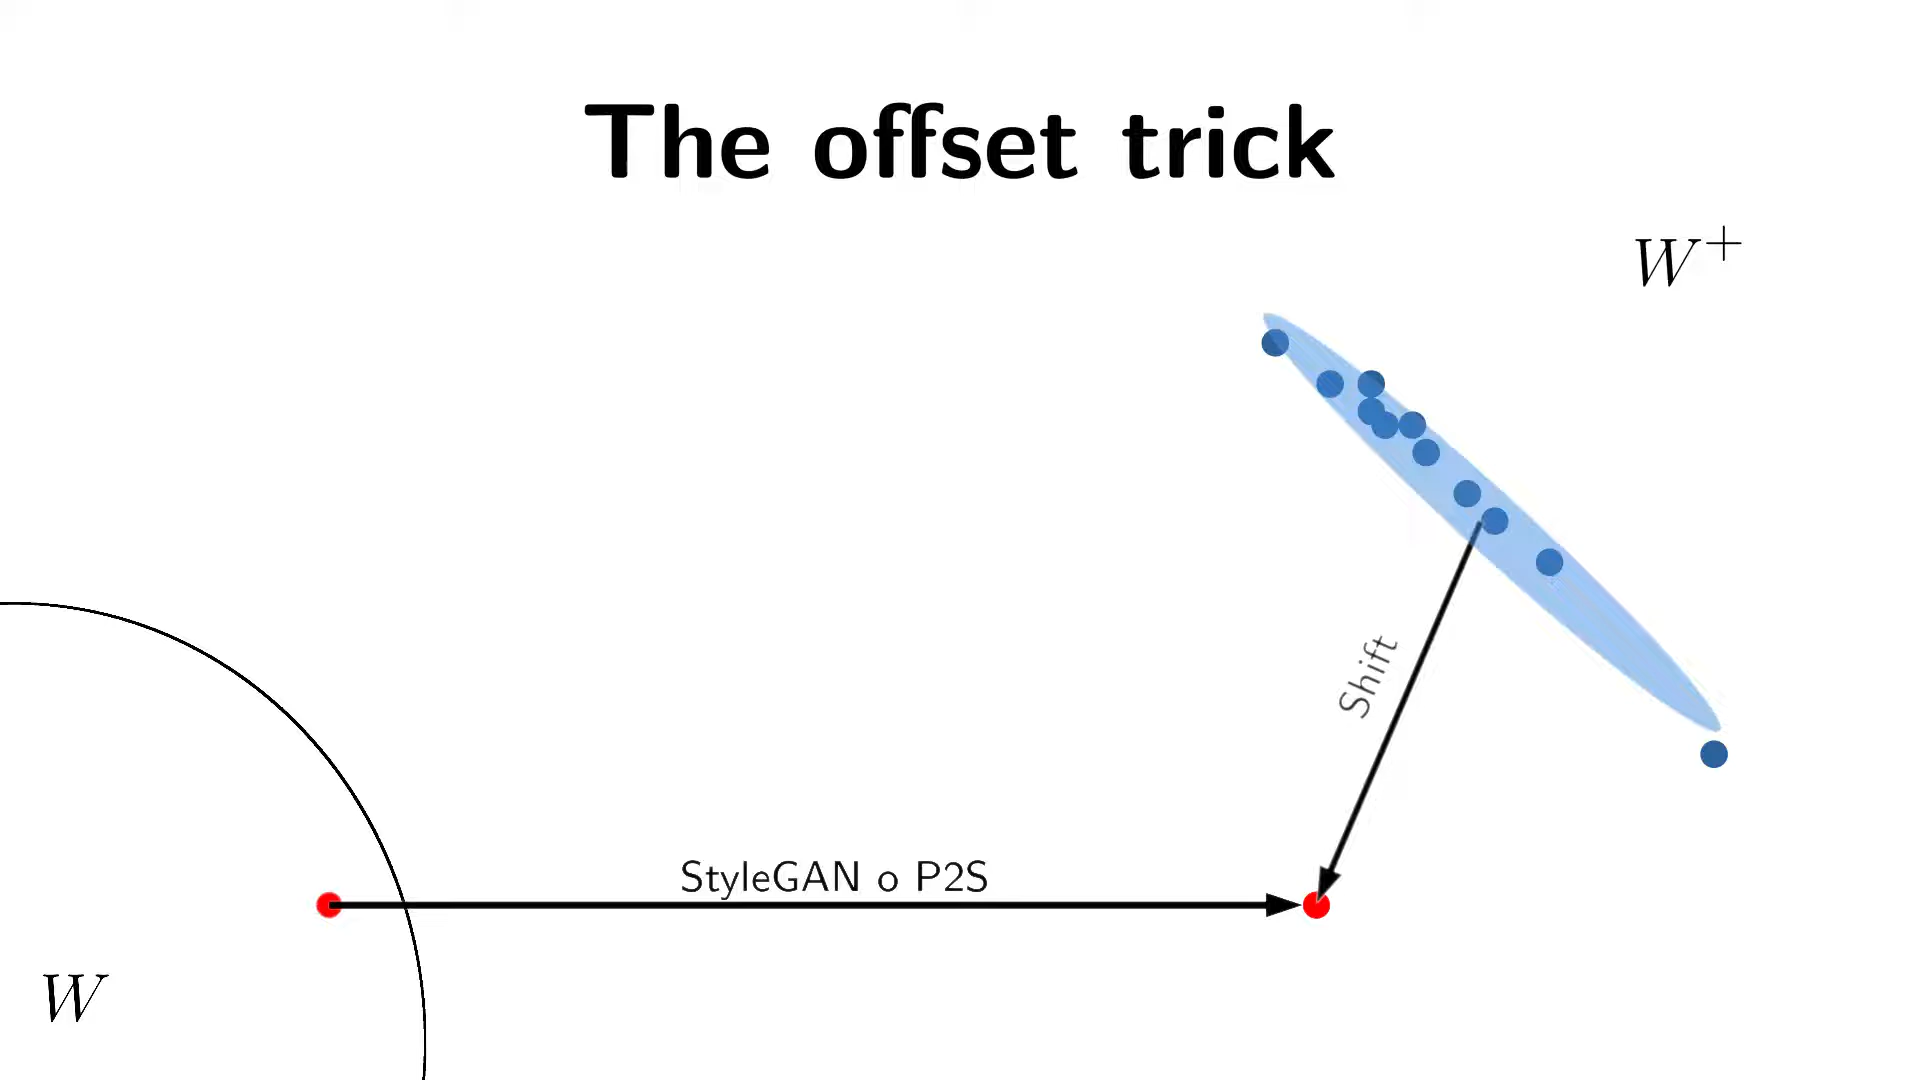 The offset trick
W+
Shift
StyleGAN o P2S
W